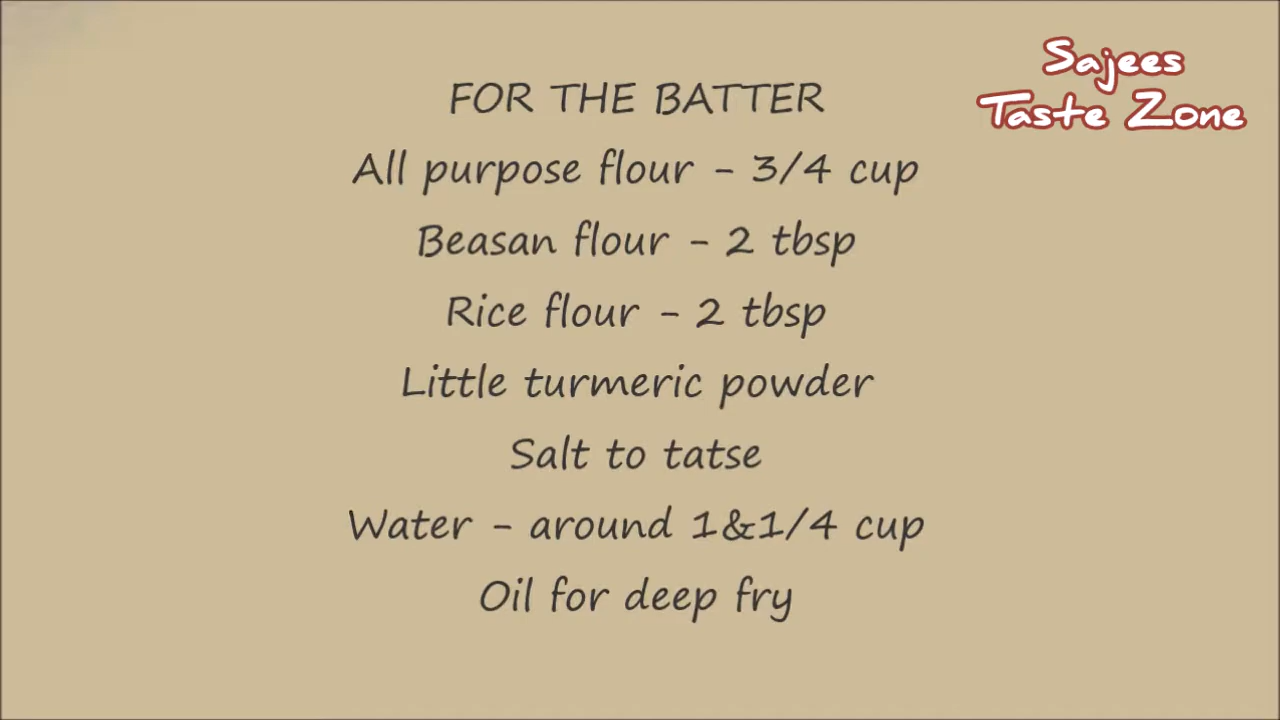 Sajees
Taste Zone
FOR THE BATTER
All purpose flour - 3/4 cup
Beasan flour - 2 tbsp
Rice flour - 2 tbsp
Little turmeric powder
Salt to tatse
Water - around 1&1/4 cup
Oil for deep fry